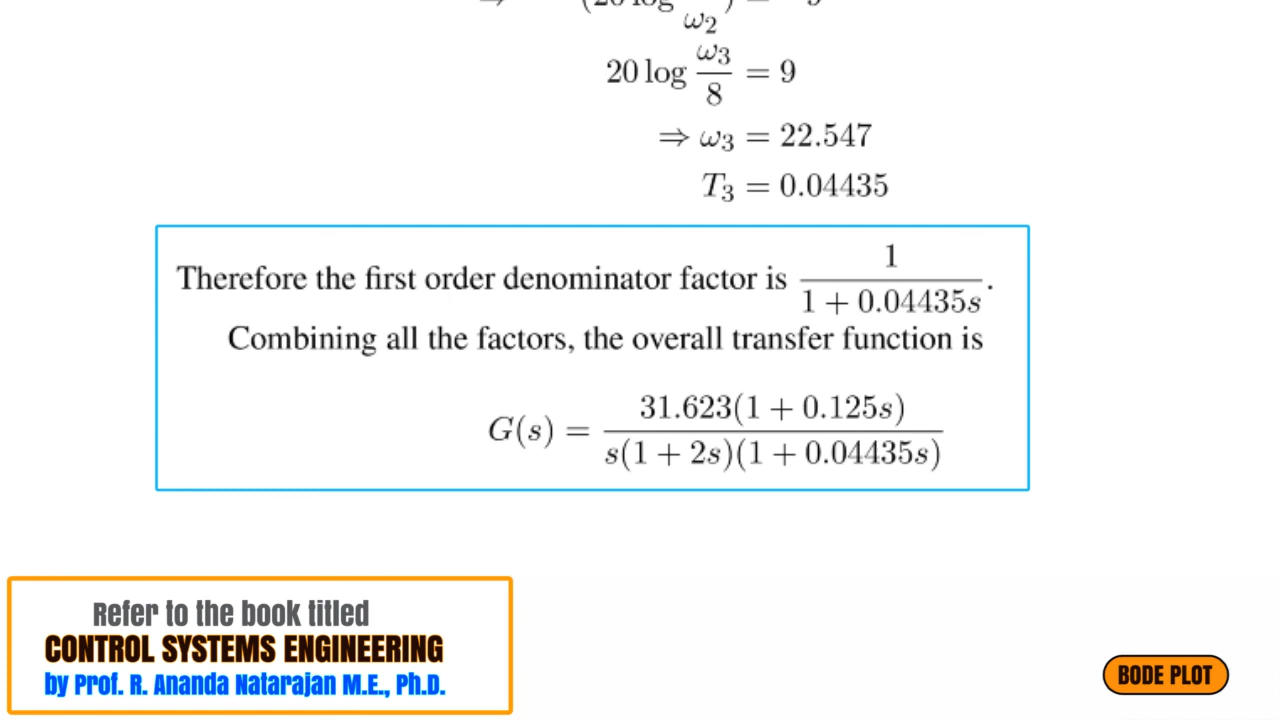 ω2
20 log ω3/8 = 9
⇒ ω3 = 22.547
T3 = 0.04435
Therefore the first order denominator factor is 1/(1 + 0.04435s).
Combining all the factors, the overall transfer function is
G(s) = 31.623(1 + 0.125s)/(s(1 + 2s)(1 + 0.04435s))
Refer to the book titled
CONTROL SYSTEMS ENGINEERING
by Prof. R. Ananda Natarajan M.E., Ph.D.
BODE PLOT